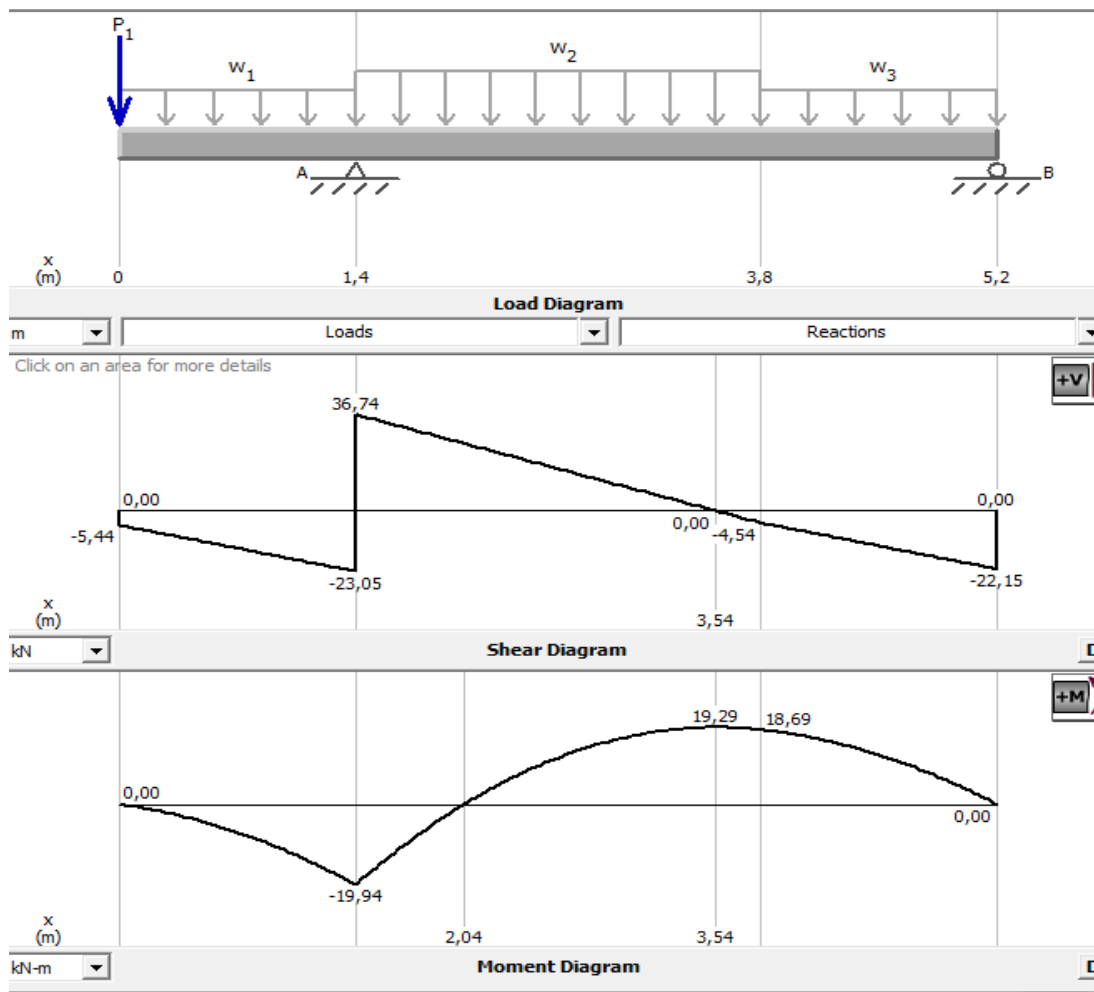 P1
w1
w2
w3
A
B
x
(m)
0
1,4
3,8
5,2
Load Diagram
m
Loads
Reactions
Click on an area for more details
+V
36,74
0,00
0,00
-5,44
0,00
-4,54
-23,05
-22,15
x
(m)
3,54
kN
Shear Diagram
+M
19,29
18,69
0,00
0,00
-19,94
x
(m)
2,04
3,54
kN-m
Moment Diagram